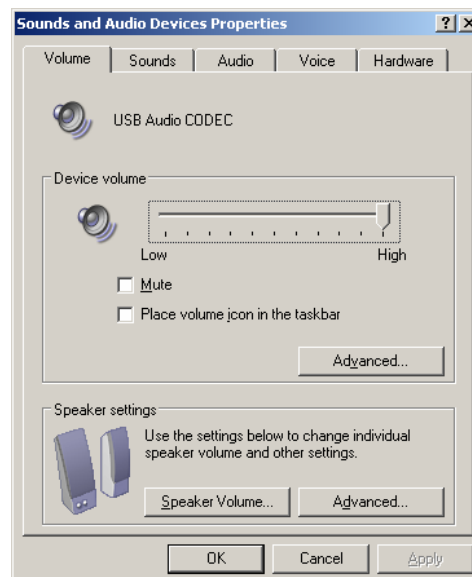 Sounds and Audio Devices Properties
Volume Sounds Audio Voice Hardware
USB Audio CODEC
Device volume
Low High
Mute
Place volume icon in the taskbar
Advanced...
Speaker settings
Use the settings below to change individual
speaker volume and other settings.
Speaker Volume... Advanced...
OK Cancel Apply